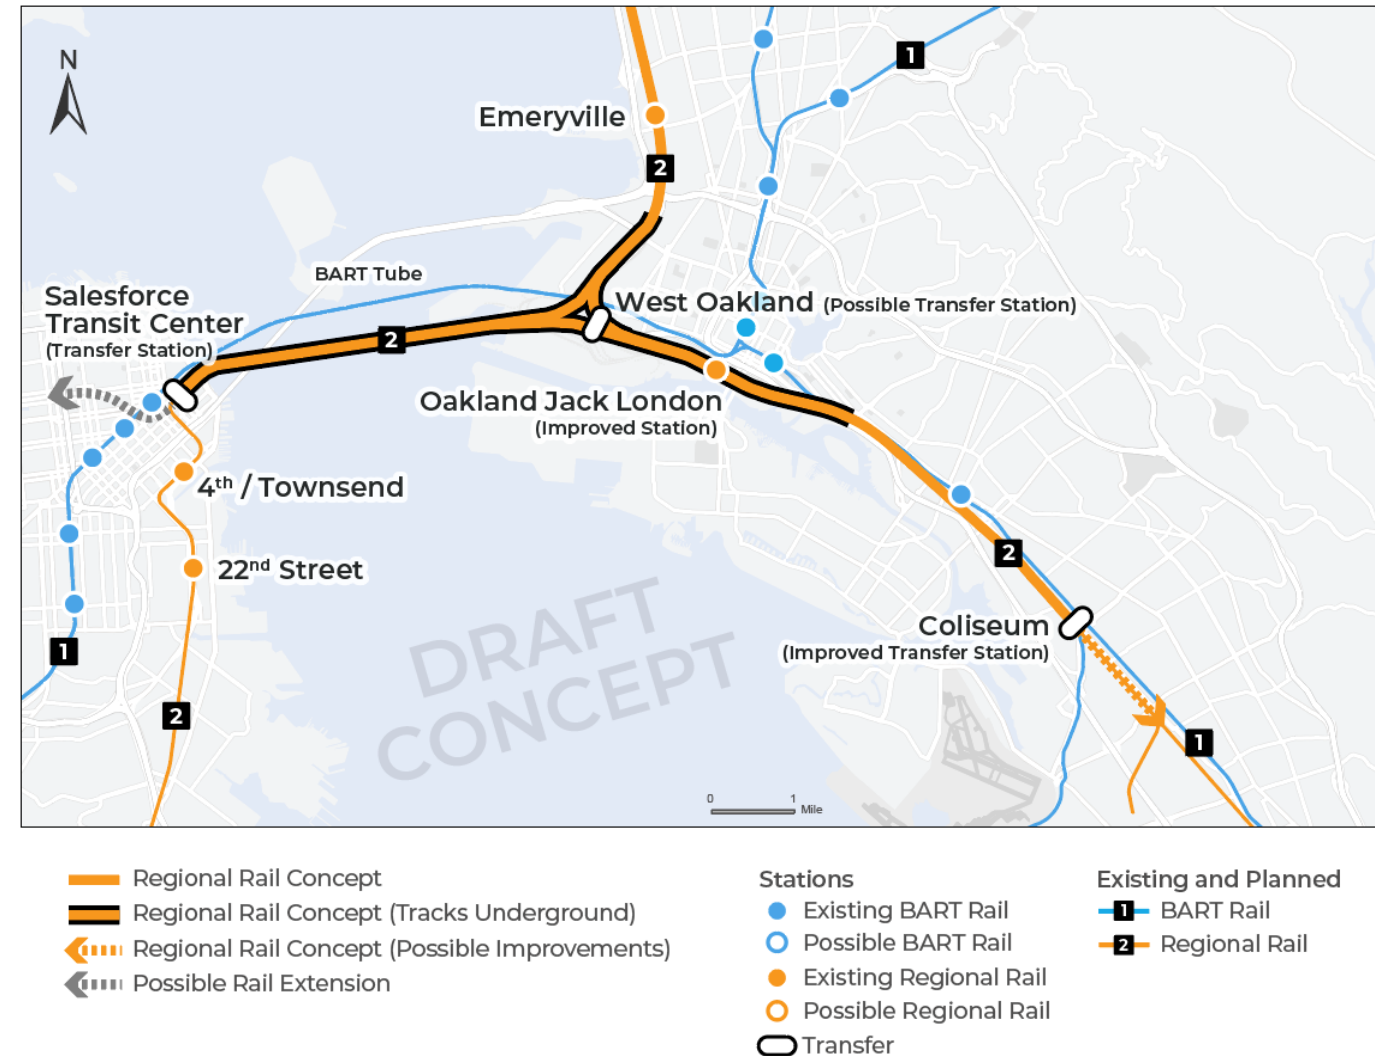 N
1
Emeryville
2
BART Tube
Salesforce
Transit Center
(Transfer Station)
West Oakland (Possible Transfer Station)
2
Oakland Jack London
(Improved Station)
4th / Townsend
22nd Street
2
DRAFT
CONCEPT
Coliseum
(Improved Transfer Station)
1
2
1
0 1
Mile
Regional Rail Concept
Regional Rail Concept (Tracks Underground)
Regional Rail Concept (Possible Improvements)
Possible Rail Extension
Stations
Existing BART Rail
Possible BART Rail
Existing Regional Rail
Possible Regional Rail
Transfer
Existing and Planned
1 BART Rail
2 Regional Rail